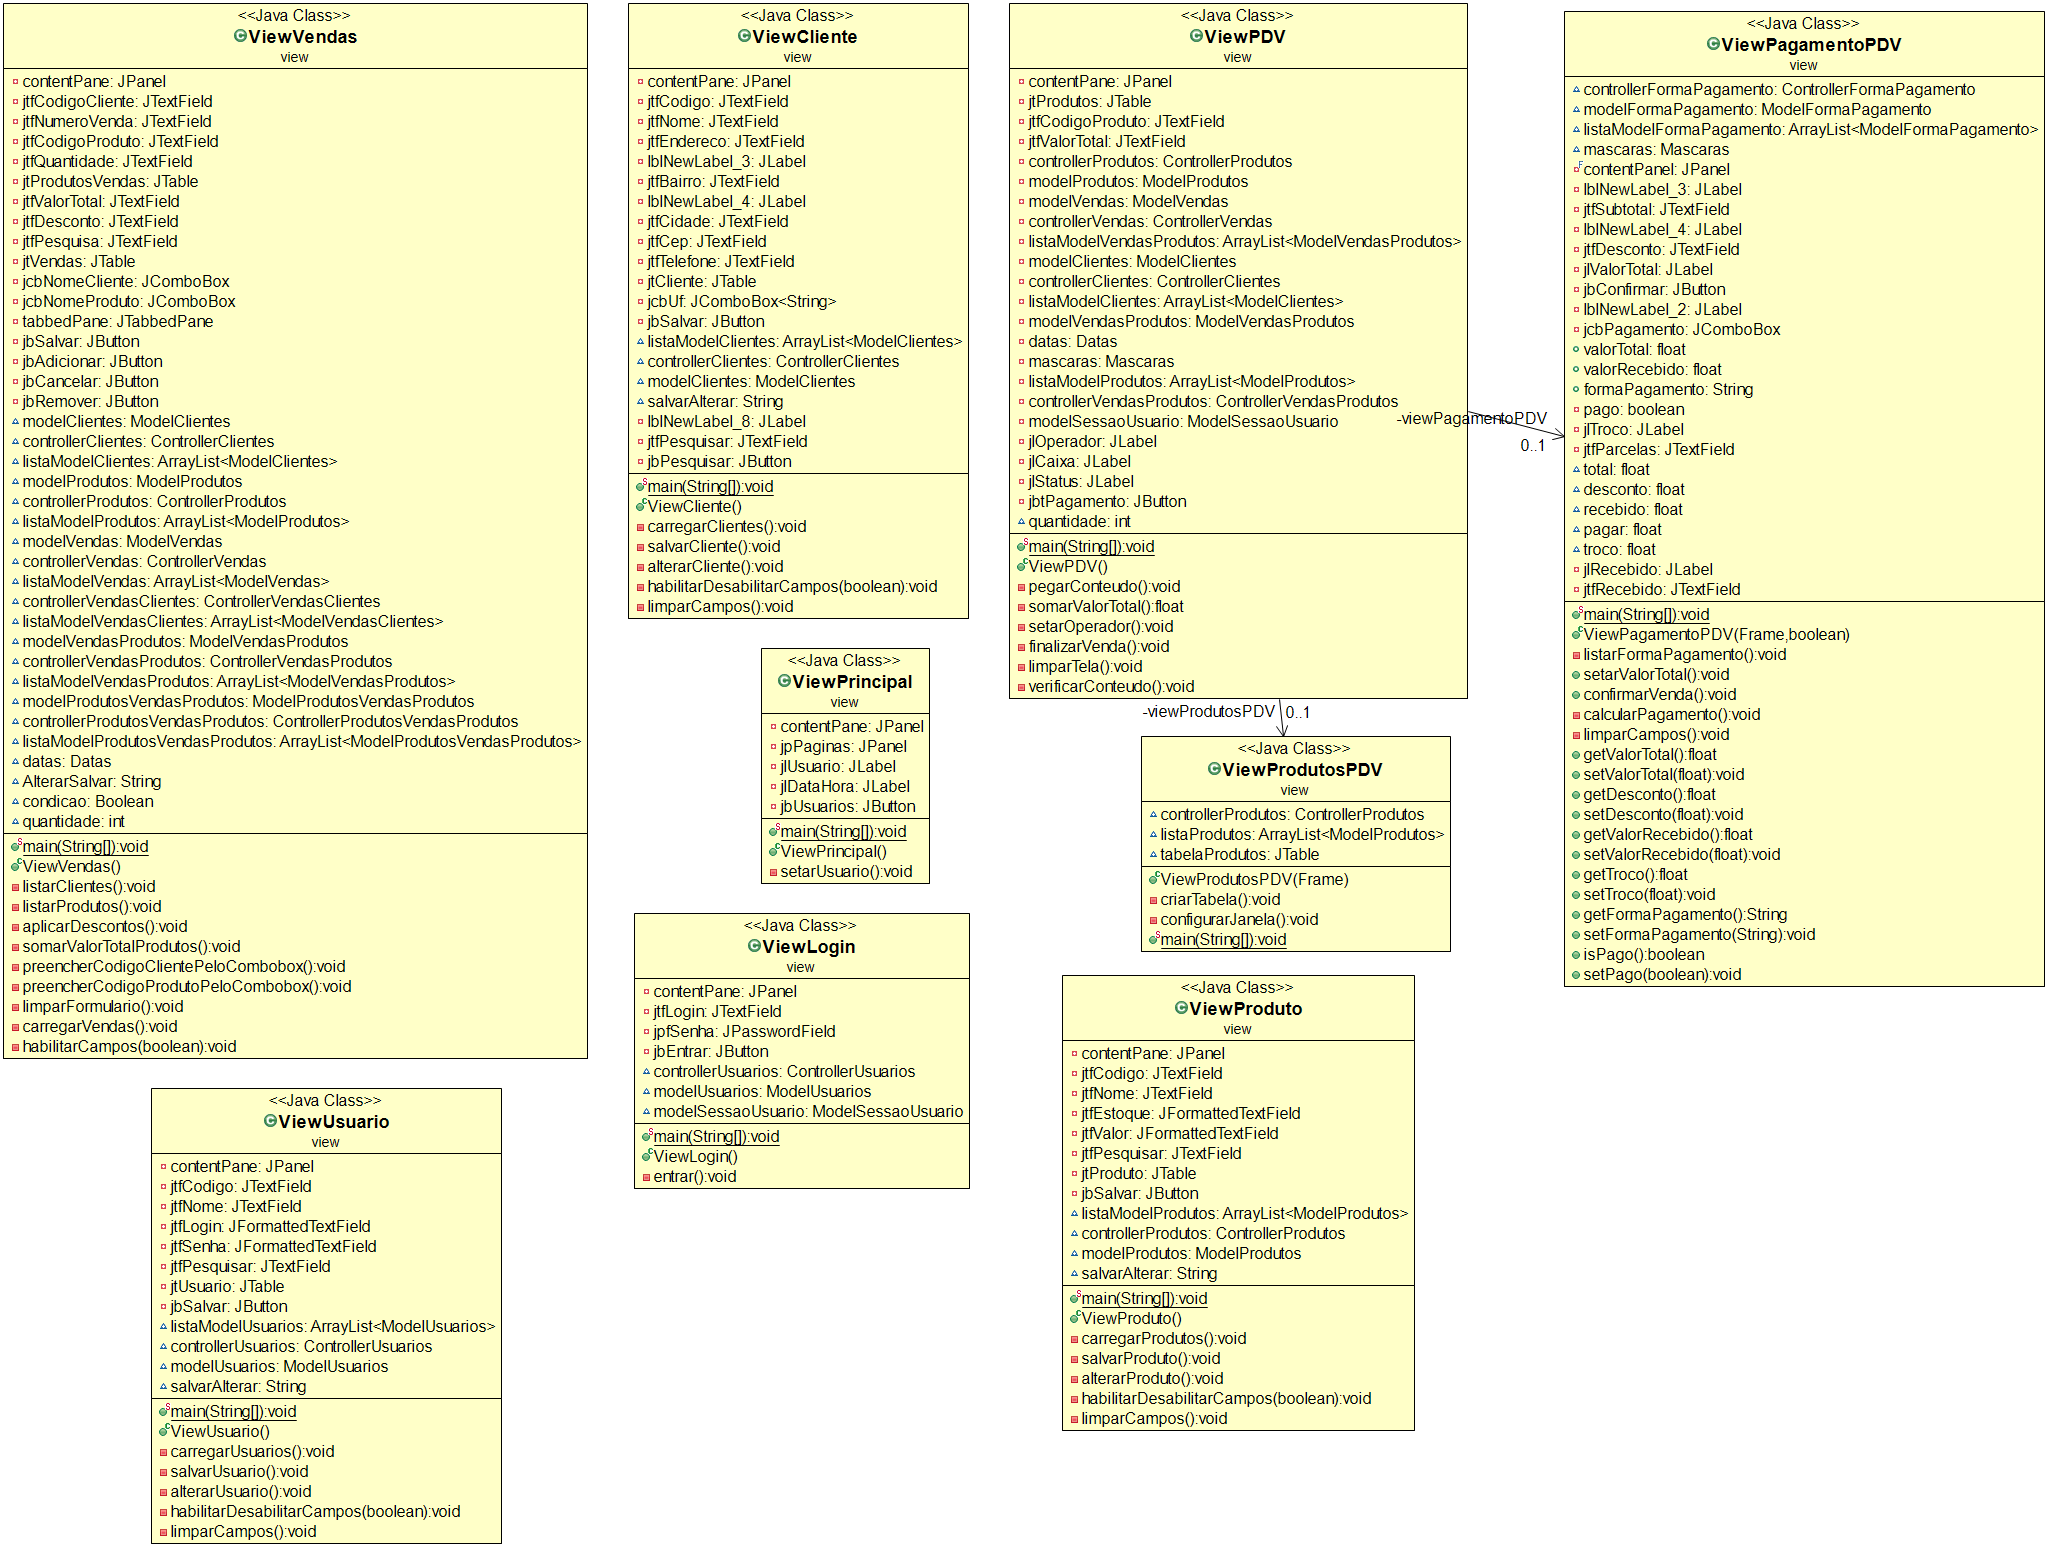 <<Java Class>>
ViewVendas
view
contentPane: JPanel
jtfCodigoCliente: JTextField
jtfNumeroVenda: JTextField
jtfCodigoProduto: JTextField
jtfQuantidade: JTextField
jtProdutosVendas: JTable
jtfValorTotal: JTextField
jtfDesconto: JTextField
jtfPesquisa: JTextField
jtVendas: JTable
jcbNomeCliente: JComboBox
jcbNomeProduto: JComboBox
tabbedPane: JTabbedPane
jbSalvar: JButton
jbAdicionar: JButton
jbCancelar: JButton
jbRemover: JButton
modelClientes: ModelClientes
controllerClientes: ControllerClientes
listaModelClientes: ArrayList<ModelClientes>
modelProdutos: ModelProdutos
controllerProdutos: ControllerProdutos
listaModelProdutos: ArrayList<ModelProdutos>
modelVendas: ModelVendas
controllerVendas: ControllerVendas
listaModelVendas: ArrayList<ModelVendas>
controllerVendasClientes: ControllerVendasClientes
listaModelVendasClientes: ArrayList<ModelVendasClientes>
modelVendasProdutos: ModelVendasProdutos
controllerVendasProdutos: ControllerVendasProdutos
listaModelVendasProdutos: ArrayList<ModelVendasProdutos>
modelProdutosVendasProdutos: ModelProdutosVendasProdutos
controllerProdutosVendasProdutos: ControllerProdutosVendasProdutos
listaModelProdutosVendasProdutos: ArrayList<ModelProdutosVendasProdutos>
datas: Datas
AlterarSalvar: String
condicao: Boolean
quantidade: int
main(String[]):void
ViewVendas()
listarClientes():void
listarProdutos():void
aplicarDescontos():void
somarValorTotalProdutos():void
preencherCodigoClientePeloCombobox():void
preencherCodigoProdutoPeloCombobox():void
limparFormulario():void
carregarVendas():void
habilitarCampos(boolean):void
<<Java Class>>
ViewCliente
view
contentPane: JPanel
jtfCodigo: JTextField
jtfNome: JTextField
jtfEndereco: JTextField
lblNewLabel_3: JLabel
jtfBairro: JTextField
lblNewLabel_4: JLabel
jtfCidade: JTextField
jtfCep: JTextField
jtfTelefone: JTextField
jtCliente: JTable
jcbUf: JComboBox<String>
jbSalvar: JButton
listaModelClientes: ArrayList<ModelClientes>
controllerClientes: ControllerClientes
modelClientes: ModelClientes
salvarAlterar: String
lblNewLabel_8: JLabel
jtfPesquisar: JTextField
jbPesquisar: JButton
main(String[]):void
ViewCliente()
carregarClientes():void
salvarCliente():void
alterarCliente():void
habilitarDesabilitarCampos(boolean):void
limparCampos():void
<<Java Class>>
ViewPDV
view
contentPane: JPanel
jtProdutos: JTable
jtfCodigoProduto: JTextField
jtfValorTotal: JTextField
controllerProdutos: ControllerProdutos
modelProdutos: ModelProdutos
modelVendas: ModelVendas
controllerVendas: ControllerVendas
listaModelVendasProdutos: ArrayList<ModelVendasProdutos>
modelClientes: ModelClientes
controllerClientes: ControllerClientes
listaModelClientes: ArrayList<ModelClientes>
modelVendasProdutos: ModelVendasProdutos
datas: Datas
mascaras: Mascaras
listaModelProdutos: ArrayList<ModelProdutos>
controllerVendasProdutos: ControllerVendasProdutos
modelSessaoUsuario: ModelSessaoUsuario
jlOperador: JLabel
jlCaixa: JLabel
jlStatus: JLabel
jbtPagamento: JButton
quantidade: int
main(String[]):void
ViewPDV()
pegarConteudo():void
somarValorTotal():float
setarOperador():void
finalizarVenda():void
limparTela():void
verificarConteudo():void
-viewPagamentoPDV
0..1
<<Java Class>>
ViewPagamentoPDV
view
controllerFormaPagamento: ControllerFormaPagamento
modelFormaPagamento: ModelFormaPagamento
listaModelFormaPagamento: ArrayList<ModelFormaPagamento>
mascaras: Mascaras
contentPanel: JPanel
lblNewLabel_3: JLabel
jtfSubtotal: JTextField
lblNewLabel_4: JLabel
jtfDesconto: JTextField
jlValorTotal: JLabel
jbConfirmar: JButton
lblNewLabel_2: JLabel
jcbPagamento: JComboBox
valorTotal: float
valorRecebido: float
formaPagamento: String
pago: boolean
jlTroco: JLabel
jtfParcelas: JTextField
total: float
desconto: float
recebido: float
pagar: float
troco: float
jlRecebido: JLabel
jtfRecebido: JTextField
main(String[]):void
ViewPagamentoPDV(Frame,boolean)
listarFormaPagamento():void
setarValorTotal():void
confirmarVenda():void
calcularPagamento():void
limparCampos():void
getValorTotal():float
setValorTotal(float):void
getDesconto():float
setDesconto(float):void
getValorRecebido():float
setValorRecebido(float):void
getTroco():float
setTroco(float):void
getFormaPagamento():String
setFormaPagamento(String):void
isPago():boolean
setPago(boolean):void
<<Java Class>>
ViewPrincipal
view
contentPane: JPanel
jpPaginas: JPanel
jlUsuario: JLabel
jlDataHora: JLabel
jbUsuarios: JButton
main(String[]):void
ViewPrincipal()
setarUsuario():void
-viewProdutosPDV
0..1
<<Java Class>>
ViewProdutosPDV
view
controllerProdutos: ControllerProdutos
listaProdutos: ArrayList<ModelProdutos>
tabelaProdutos: JTable
ViewProdutosPDV(Frame)
criarTabela():void
configurarJanela():void
main(String[]):void
<<Java Class>>
ViewLogin
view
contentPane: JPanel
jtfLogin: JTextField
jpfSenha: JPasswordField
jbEntrar: JButton
controllerUsuarios: ControllerUsuarios
modelUsuarios: ModelUsuarios
modelSessaoUsuario: ModelSessaoUsuario
main(String[]):void
ViewLogin()
entrar():void
<<Java Class>>
ViewProduto
view
contentPane: JPanel
jtfCodigo: JTextField
jtfNome: JTextField
jtfEstoque: JFormattedTextField
jtfValor: JFormattedTextField
jtfPesquisar: JTextField
jtProduto: JTable
jbSalvar: JButton
listaModelProdutos: ArrayList<ModelProdutos>
controllerProdutos: ControllerProdutos
modelProdutos: ModelProdutos
salvarAlterar: String
main(String[]):void
ViewProduto()
carregarProdutos():void
salvarProduto():void
alterarProduto():void
habilitarDesabilitarCampos(boolean):void
limparCampos():void
<<Java Class>>
ViewUsuario
view
contentPane: JPanel
jtfCodigo: JTextField
jtfNome: JTextField
jtfLogin: JFormattedTextField
jtfSenha: JFormattedTextField
jtfPesquisar: JTextField
jtUsuario: JTable
jbSalvar: JButton
listaModelUsuarios: ArrayList<ModelUsuarios>
controllerUsuarios: ControllerUsuarios
modelUsuarios: ModelUsuarios
salvarAlterar: String
main(String[]):void
ViewUsuario()
carregarUsuarios():void
salvarUsuario():void
alterarUsuario():void
habilitarDesabilitarCampos(boolean):void
limparCampos():void